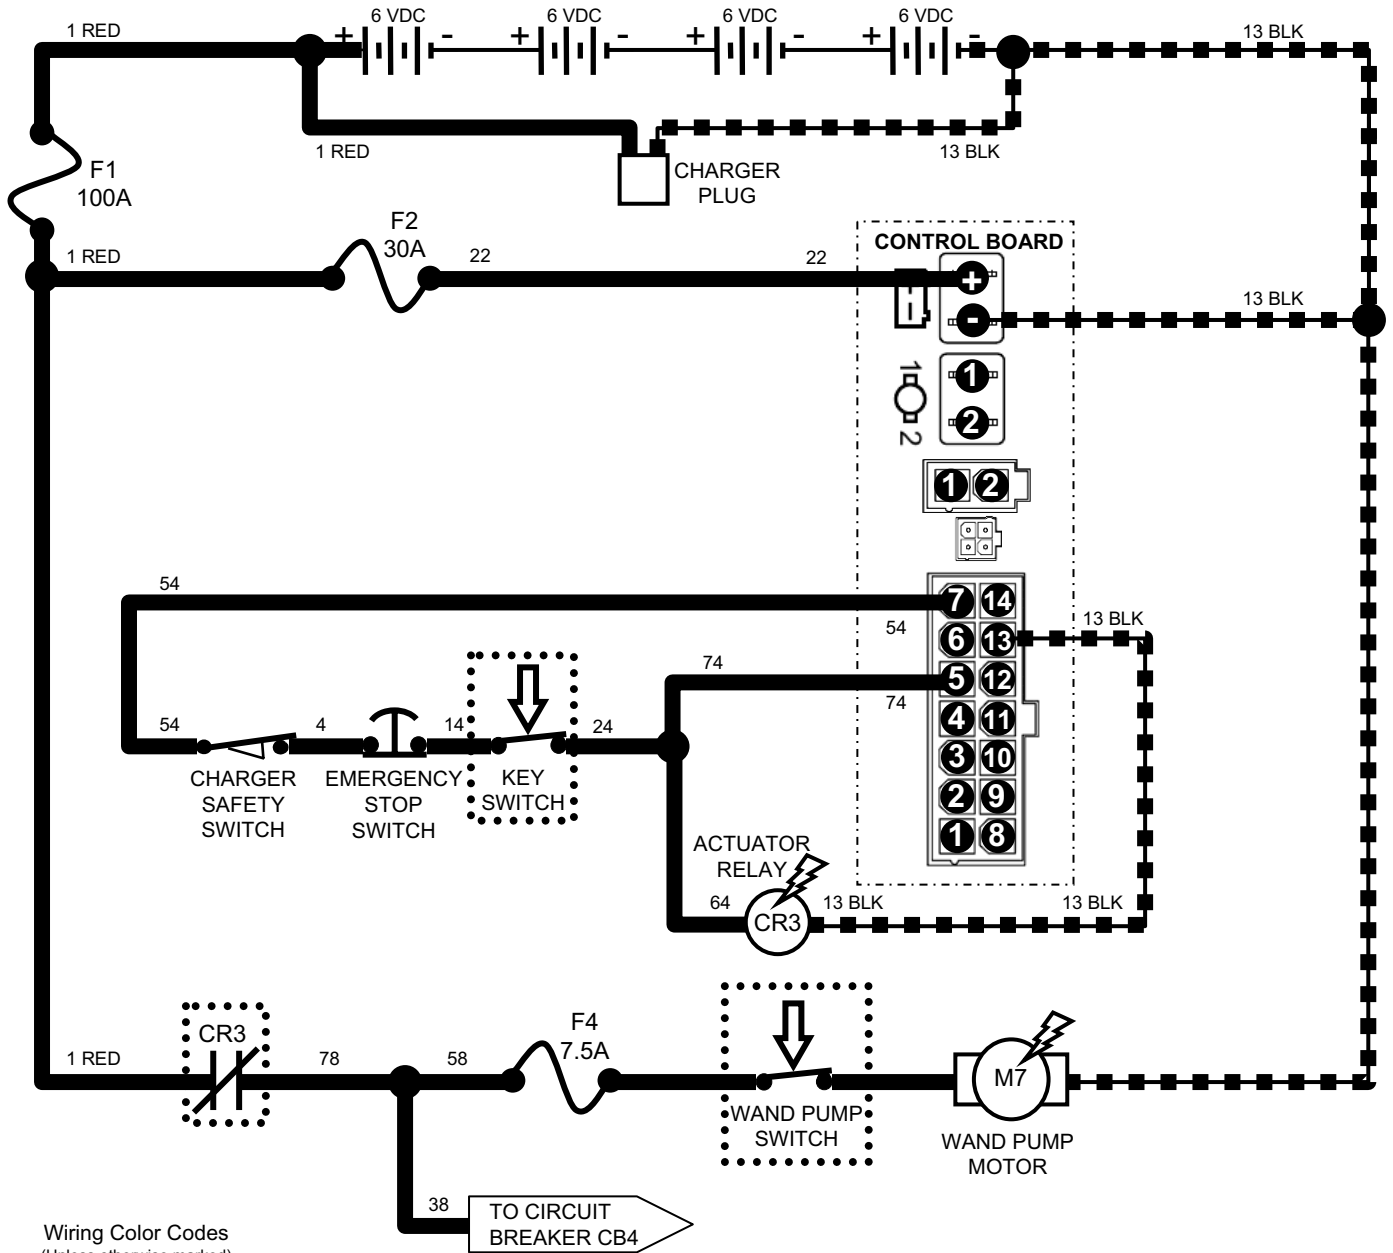 6 VDC 6 VDC 6 VDC 6 VDC
1 RED + - + - + - + - 13 BLK
1 RED 13 BLK
CHARGER
PLUG
F1
100A
F2
30A
1 RED 22 22
CONTROL BOARD
+
-
13 BLK
1
2
1
2
1 2
54
7 14
54
6 13
13 BLK
74
5 12
74
4 11
3 10
2 9
1 8
54 4 14 24
CHARGER
SAFETY
SWITCH
EMERGENCY
STOP
SWITCH
KEY
SWITCH
ACTUATOR
RELAY
64 CR3 13 BLK 13 BLK
CR3
1 RED 78 58
F4
7.5A
WAND PUMP
SWITCH
M7
WAND PUMP
MOTOR
38
TO CIRCUIT
BREAKER CB4
Wiring Color Codes
(Unless otherwise marked)